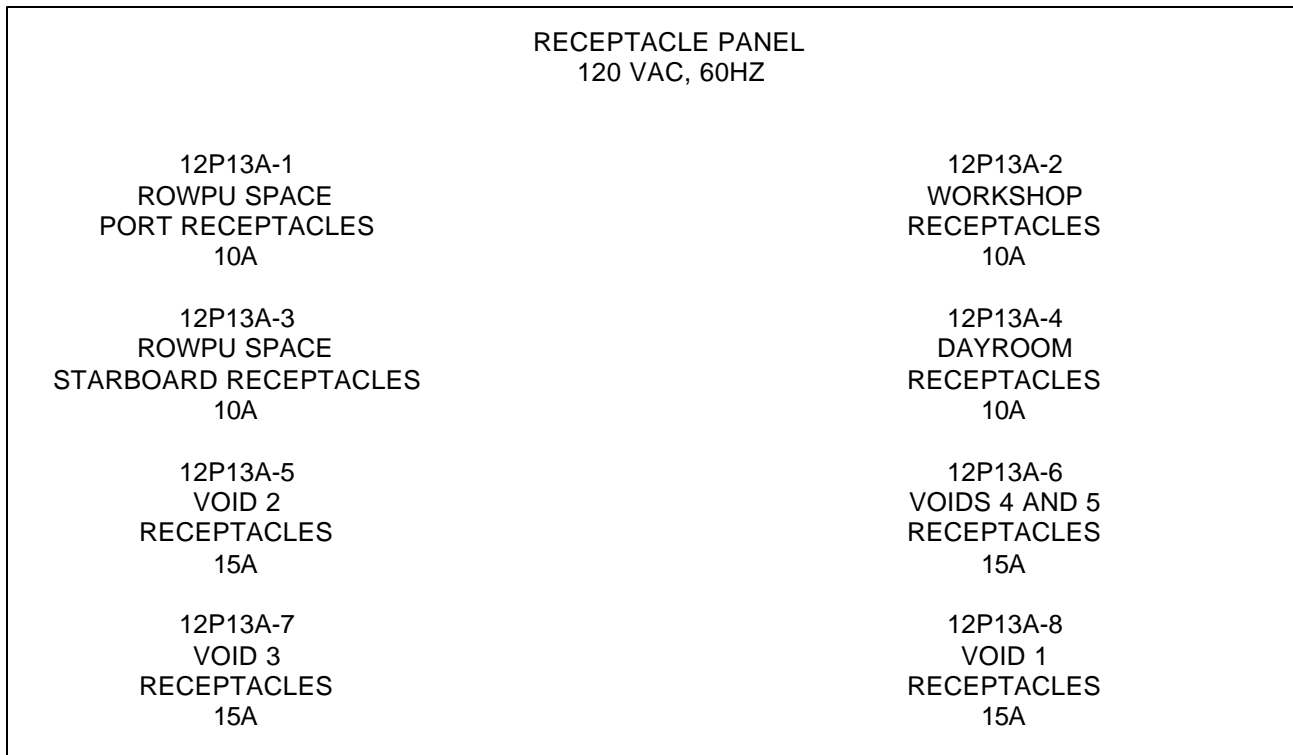 RECEPTACLE PANEL
120 VAC, 60HZ
12P13A-1
ROWPU SPACE
PORT RECEPTACLES
10A
12P13A-2
WORKSHOP
RECEPTACLES
10A
12P13A-3
ROWPU SPACE
STARBOARD RECEPTACLES
10A
12P13A-4
DAYROOM
RECEPTACLES
10A
12P13A-5
VOID 2
RECEPTACLES
15A
12P13A-6
VOIDS 4 AND 5
RECEPTACLES
15A
12P13A-7
VOID 3
RECEPTACLES
15A
12P13A-8
VOID 1
RECEPTACLES
15A